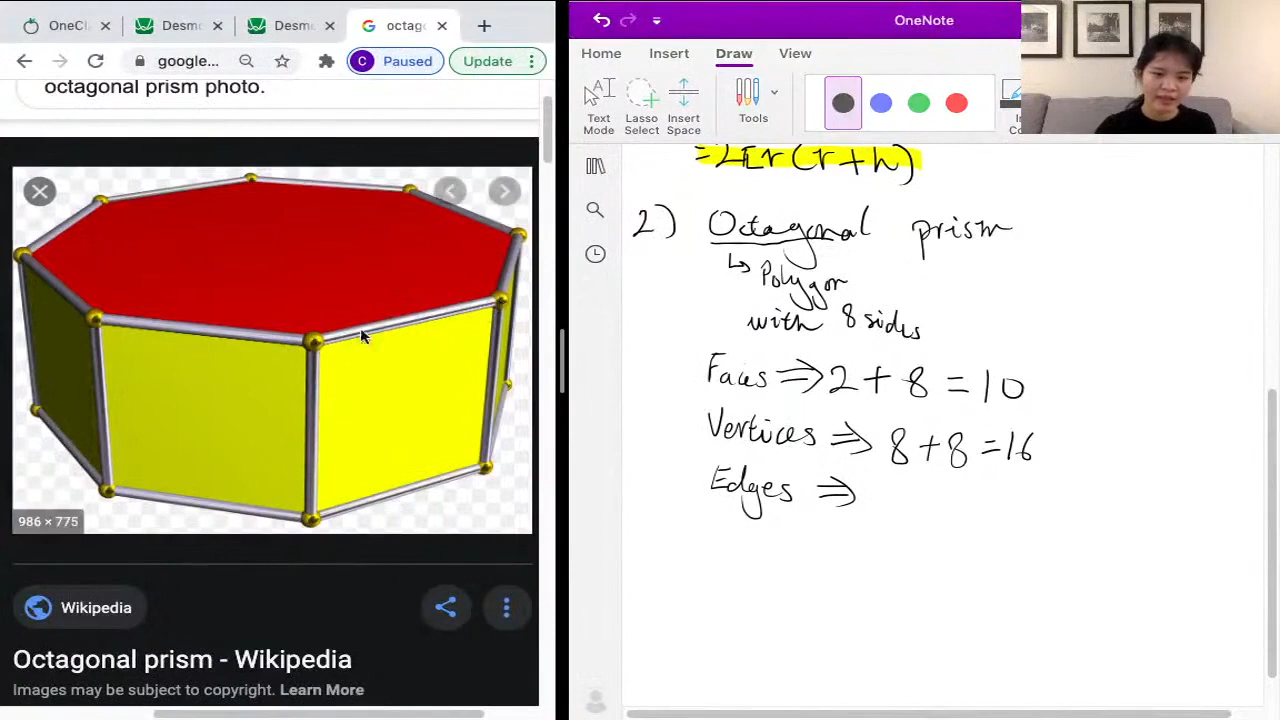 OneCl
Desmo
Desmo
octago
google...
C Paused
Update
octagonal prism photo.
986 × 775
Wikipedia
Octagonal prism - Wikipedia
Images may be subject to copyright. Learn More
OneNote
Home Insert Draw View
Text Mode
Lasso Select
Insert Space
Tools
= 2πr(r+h)
2) Octagonal prism
↳ Polygon
with 8 sides
Faces ⇒ 2 + 8 = 10
Vertices ⇒ 8 + 8 = 16
Edges ⇒